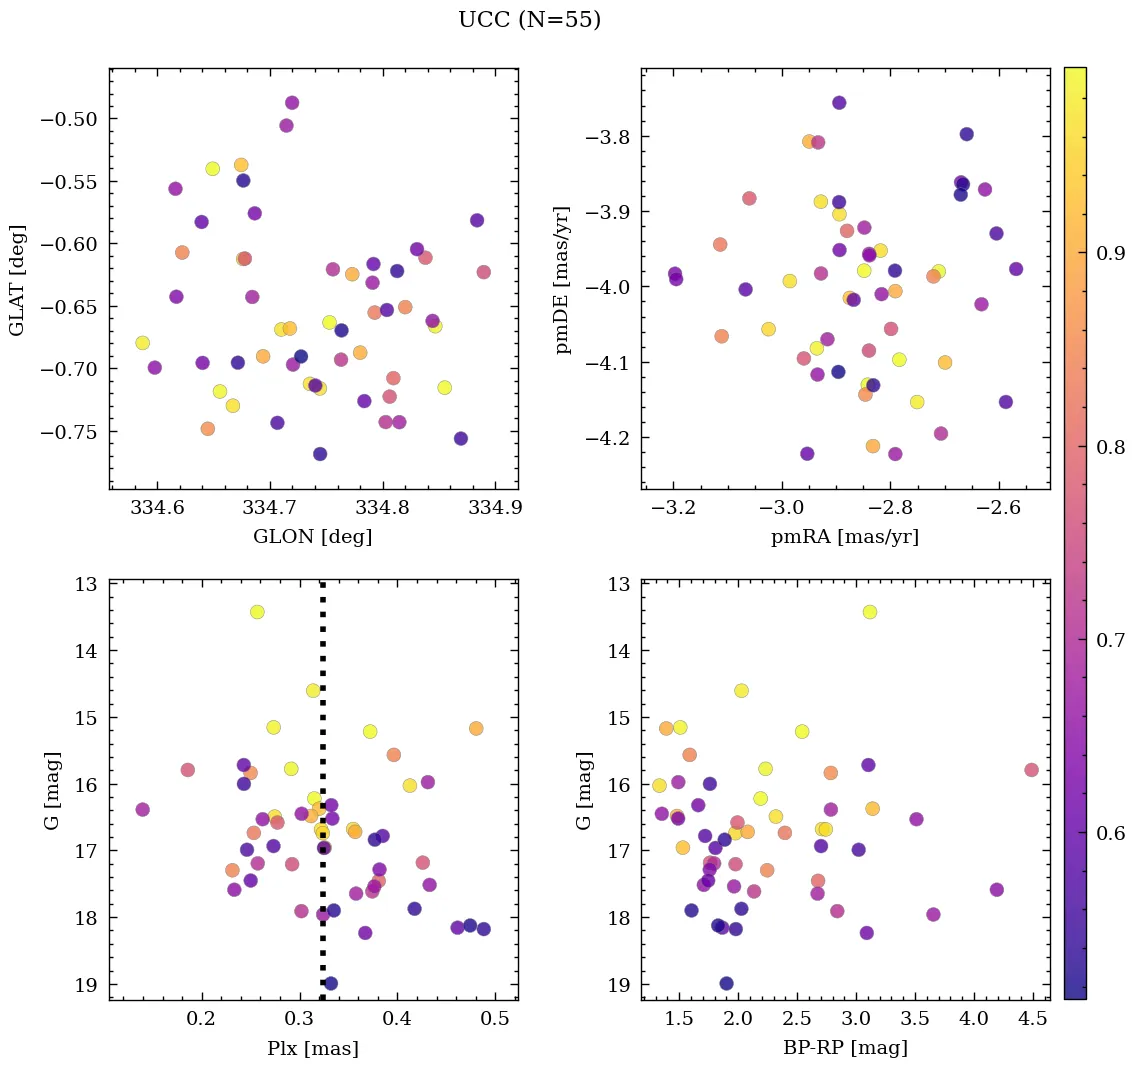 UCC (N=55)
−0.50
−0.55
−0.60
−0.65
−0.70
−0.75
GLAT [deg]
334.6 334.7 334.8 334.9
GLON [deg]
−3.8
−3.9
−4.0
−4.1
−4.2
pmDE [mas/yr]
−3.2 −3.0 −2.8 −2.6
pmRA [mas/yr]
13
14
15
16
17
18
19
G [mag]
0.2 0.3 0.4 0.5
Plx [mas]
13
14
15
16
17
18
19
G [mag]
1.5 2.0 2.5 3.0 3.5 4.0 4.5
BP-RP [mag]
0.9
0.8
0.7
0.6